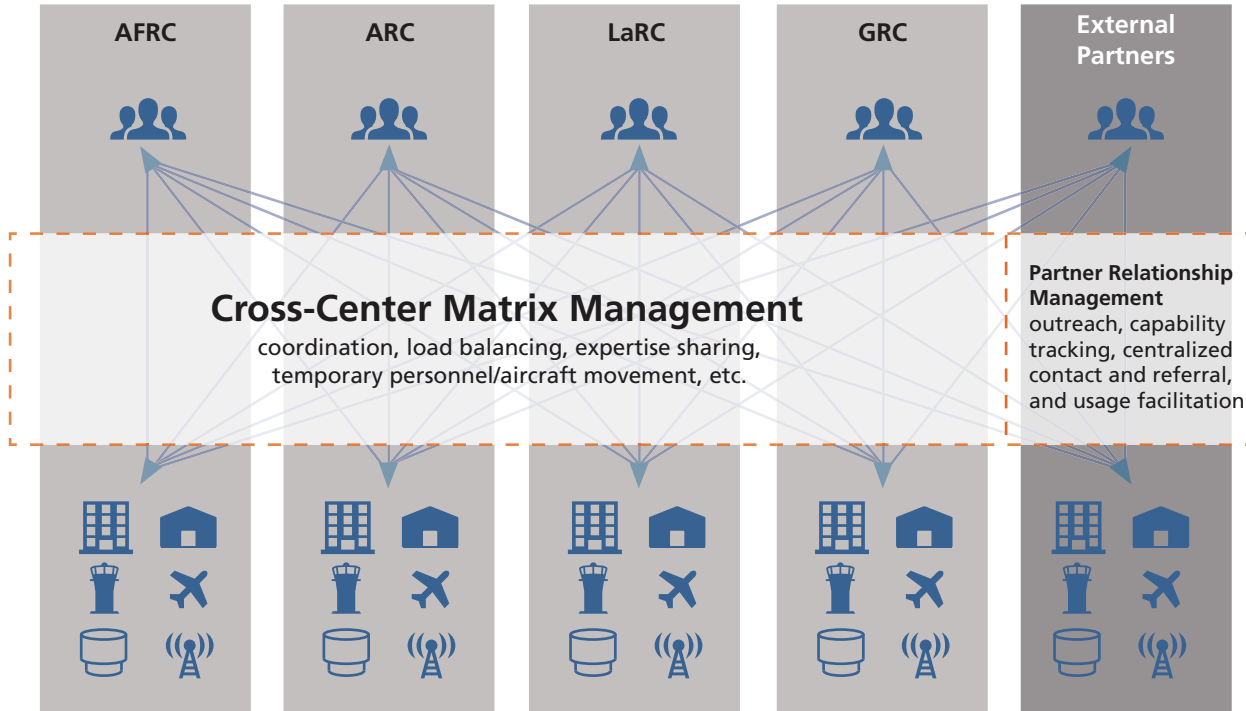 AFRC
ARC
LaRC
GRC
External
Partners
Cross-Center Matrix Management
coordination, load balancing, expertise sharing,
temporary personnel/aircraft movement, etc.
Partner Relationship
Management
outreach, capability
tracking, centralized
contact and referral,
and usage facilitation